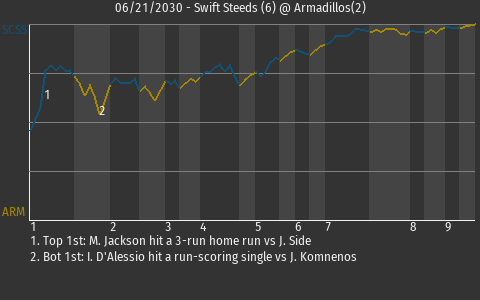 06/21/2030 - Swift Steeds (6) @ Armadillos(2)
SCSS
1
2
ARM
1 2 3 4 5 6 7 8 9
1. Top 1st: M. Jackson hit a 3-run home run vs J. Side
2. Bot 1st: I. D'Alessio hit a run-scoring single vs J. Komnenos